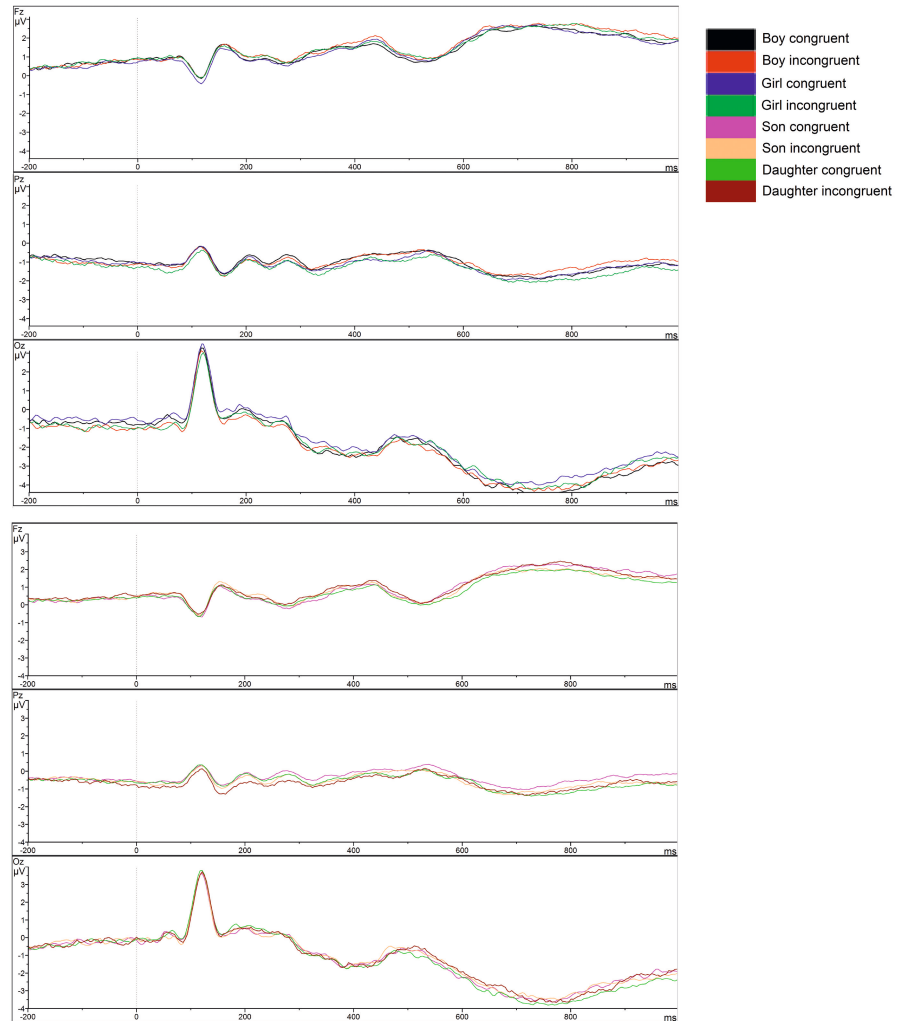 Fz
µV
2
1
0
-1
-2
-3
-4
-200 0 200 400 600 800 ms
Pz
µV
2
1
0
-1
-2
-3
-4
-200 0 200 400 600 800 ms
Oz
µV
2
1
0
-1
-2
-3
-4
-200 0 200 400 600 800 ms
Fz
µV
3
2
1
0
-1
-2
-3
-4
-200 0 200 400 600 800 ms
Pz
µV
3
2
1
0
-1
-2
-3
-4
-200 0 200 400 600 800 ms
Oz
µV
3
2
1
0
-1
-2
-3
-4
-200 0 200 400 600 800 ms
Boy congruent
Boy incongruent
Girl congruent
Girl incongruent
Son congruent
Son incongruent
Daughter congruent
Daughter incongruent